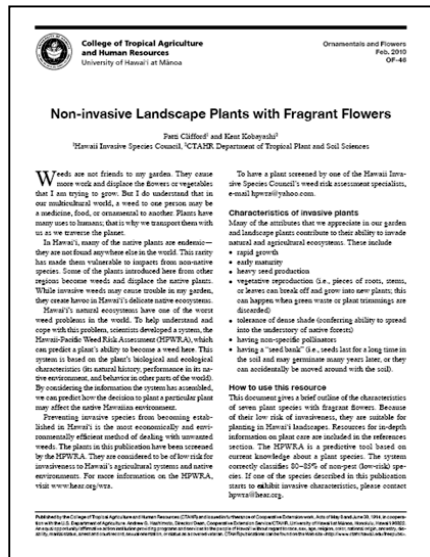 College of Tropical Agriculture
and Human Resources
University of Hawai‘i at Mānoa
Ornamentals and Flowers
Feb. 2010
OF-48
Non-invasive Landscape Plants with Fragrant Flowers
Patti Clifford¹ and Kent Kobayashi²
¹Hawaii Invasive Species Council, ²CTAHR Department of Tropical Plant and Soil Sciences
Weeds are not friends to my garden. They cause
more work and displace the flowers or vegetables
that I am trying to grow. But I do understand that in
our multicultural world, a weed to one person may be
a medicine, food, or ornamental to another. Plants have
many uses to humans; that is why we transport them with
us as we traverse the planet.
In Hawai‘i, many of the native plants are endemic—
they are not found anywhere else in the world. This rarity
has made them vulnerable to impacts from non-native
species. Some of the plants introduced here from other
regions become weeds and displace the native plants.
While invasive weeds may cause trouble in my garden,
they create havoc in Hawai‘i’s delicate native ecosystems.
Hawai‘i’s natural ecosystems have one of the worst
weed problems in the world. To help understand and
cope with this problem, scientists developed a system, the
Hawaii-Pacific Weed Risk Assessment (HPWRA), which
can predict a plant’s ability to become a weed here. This
system is based on the plant’s biological and ecological
characteristics (its natural history, performance in its na-
tive environment, and behavior in other parts of the world).
By considering the information the system has assembled,
we can predict how the decision to plant a particular plant
may affect the native Hawaiian environment.
Preventing invasive species from becoming estab-
lished in Hawai‘i is the most economically and envi-
ronmentally efficient method of dealing with unwanted
weeds. The plants in this publication have been screened
by the HPWRA. They are considered to be of low risk for
invasiveness to Hawaii’s agricultural systems and native
environments. For more information on the HPWRA,
visit www.hear.org/wra.
To have a plant screened by one of the Hawaii Inva-
sive Species Council’s weed risk assessment specialists,
e-mail hpwra@yahoo.com.
Characteristics of invasive plants
Many of the attributes that we appreciate in our garden
and landscape plants contribute to their ability to invade
natural and agricultural ecosystems. These include
• rapid growth
• early maturity
• heavy seed production
• vegetative reproduction (i.e., pieces of roots, stems,
or leaves can break off and grow into new plants; this
can happen when green waste or plant trimmings are
discarded)
• tolerance of dense shade (conferring ability to spread
into the understory of native forests)
• having non-specific pollinators
• having a “seed bank” (i.e., seeds last for a long time in
the soil and may germinate many years later, or they
can accidentally be moved around with the soil).
How to use this resource
This document gives a brief outline of the characteristics
of seven plant species with fragrant flowers. Because
of their low risk of invasiveness, they are suitable for
planting in Hawai‘i landscapes. Resources for in-depth
information on plant care are included in the reference
section. The HPWRA is a predictive tool based on
current knowledge about a plant species. The system
correctly classifies 80–85% of non-pest (low-risk) spe-
cies. If one of the species described in this publication
starts to exhibit invasive characteristics, please contact
hpwra@hear.org.